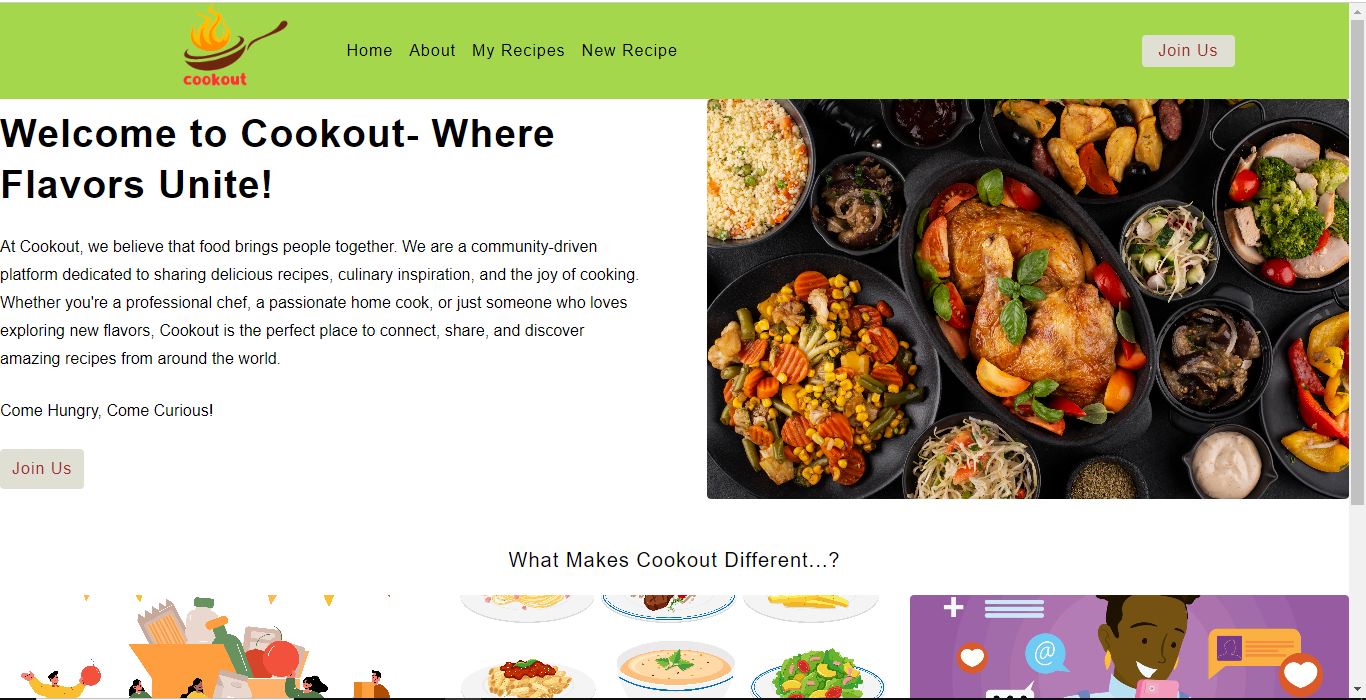 cookout
Home About My Recipes New Recipe
Join Us
Welcome to Cookout- Where
Flavors Unite!
At Cookout, we believe that food brings people together. We are a community-driven
platform dedicated to sharing delicious recipes, culinary inspiration, and the joy of cooking.
Whether you're a professional chef, a passionate home cook, or just someone who loves
exploring new flavors, Cookout is the perfect place to connect, share, and discover
amazing recipes from around the world.
Come Hungry, Come Curious!
Join Us
What Makes Cookout Different...?
@